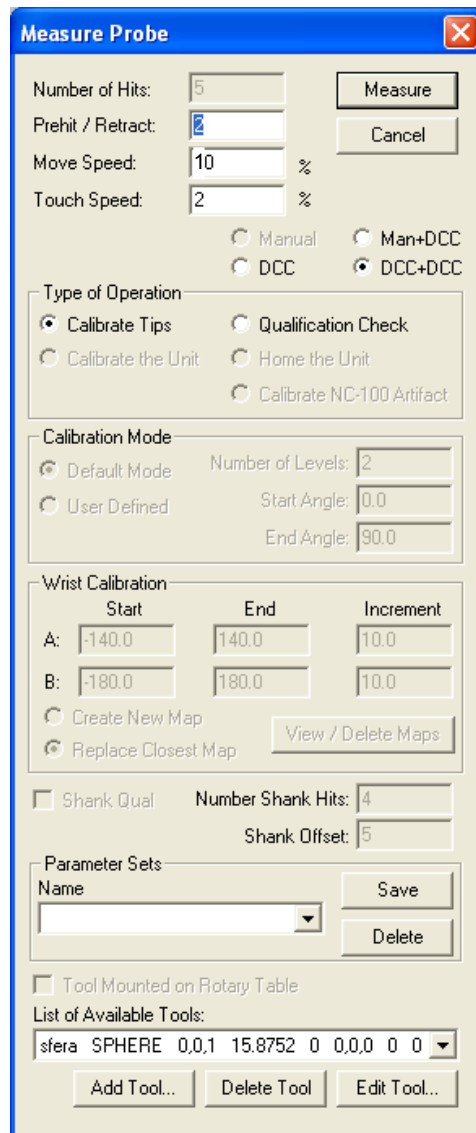 Measure Probe
Number of Hits: 5 Measure
Prehit / Retract: 2 Cancel
Move Speed: 10 %
Touch Speed: 2 %
Manual Man+DCC
DCC DCC+DCC
Type of Operation
Calibrate Tips Qualification Check
Calibrate the Unit Home the Unit
Calibrate NC-100 Artifact
Calibration Mode
Default Mode Number of Levels: 2
User Defined Start Angle: 0.0
End Angle: 90.0
Wrist Calibration
Start End Increment
A: -140.0 140.0 10.0
B: -180.0 180.0 10.0
Create New Map
View / Delete Maps
Replace Closest Map
Shank Qual Number Shank Hits: 4
Shank Offset: 5
Parameter Sets
Name Save
Delete
Tool Mounted on Rotary Table
List of Available Tools:
sfera SPHERE 0,0,1 15.8752 0 0,0,0 0 0
Add Tool... Delete Tool Edit Tool...